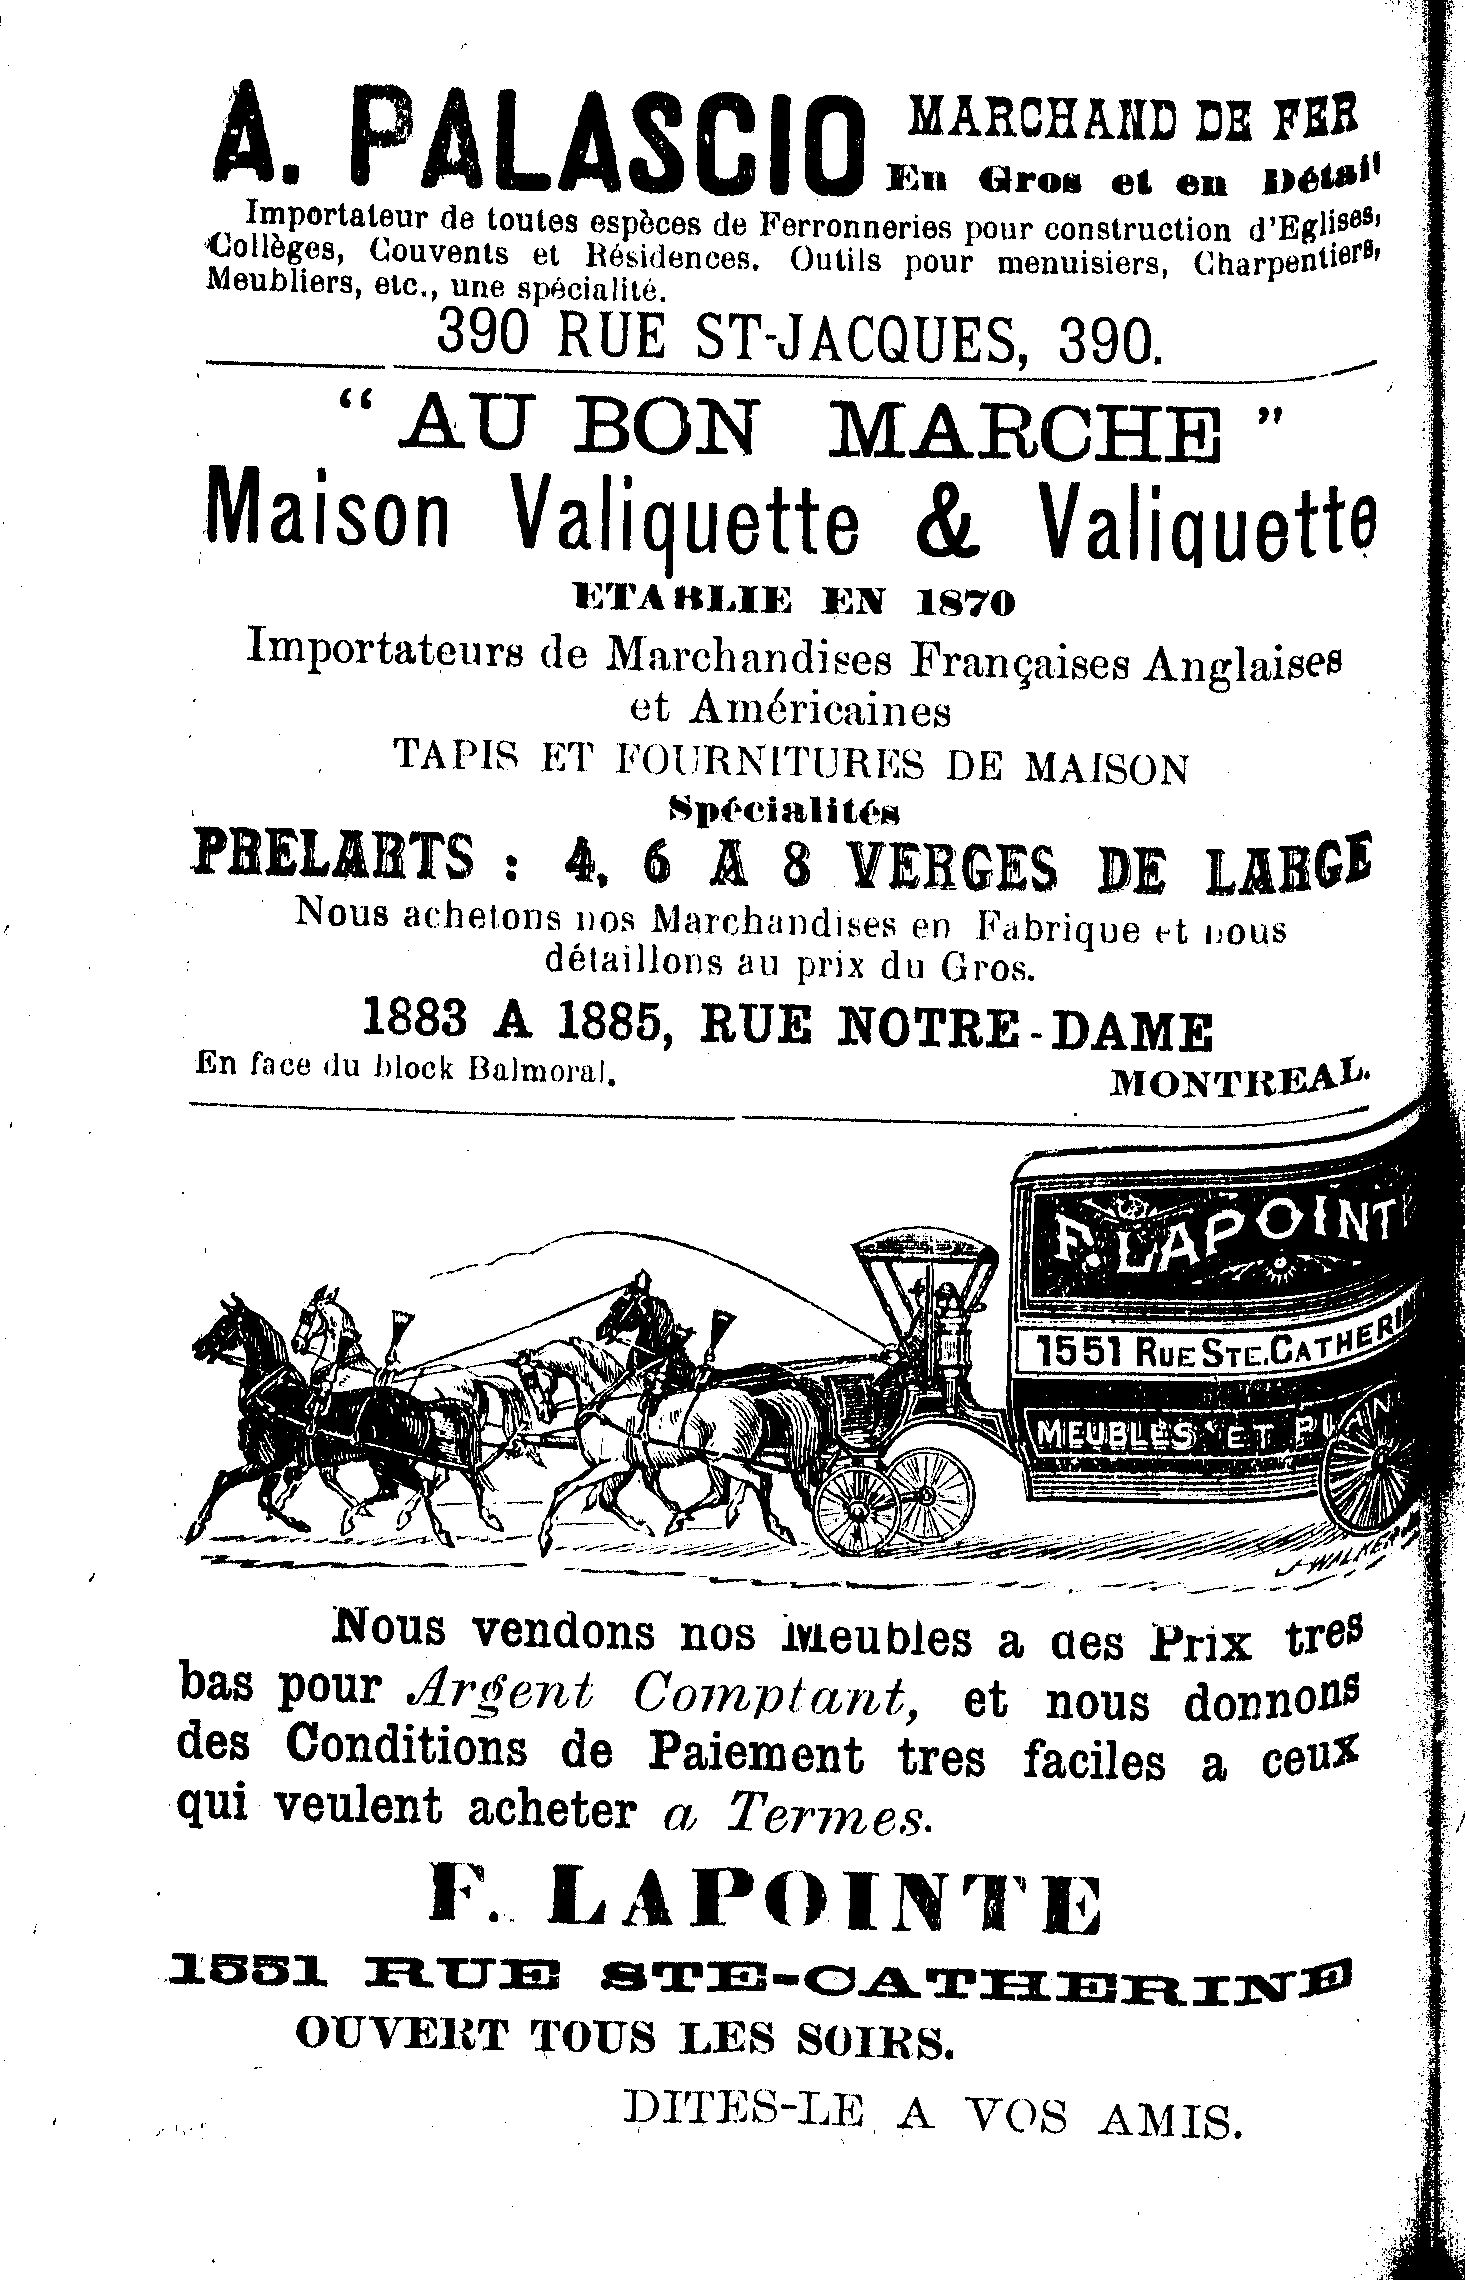 A. PALASCIO MARCHAND DE FER
En Gros et en Détail
Importateur de toutes espèces de Ferronneries pour construction d'Eglises,
Collèges, Couvents et Résidences. Outils pour menuisiers, Charpentiers,
Meubliers, etc., une spécialité.
390 RUE ST-JACQUES, 390.
" AU BON MARCHE "
Maison Valiquette & Valiquette
ETABLIE EN 1870
Importateurs de Marchandises Françaises Anglaises
et Américaines
TAPIS ET FOURNITURES DE MAISON
Spécialités
PRELARTS : 4, 6 A 8 VERGES DE LARGE
Nous achetons nos Marchandises en Fabrique et nous
détaillons au prix du Gros.
1883 A 1885, RUE NOTRE-DAME
En face du block Balmoral.
MONTREAL.
F. LAPOINT
1551 RUE STE. CATHERIN
MEUBLES ET PIAN
J. WALKER
Nous vendons nos Meubles a des Prix tres
bas pour Argent Comptant, et nous donnons
des Conditions de Paiement tres faciles a ceux
qui veulent acheter a Termes.
F. LAPOINTE
1551 RUE STE-CATHERINE
OUVERT TOUS LES SOIRS.
DITES-LE A VOS AMIS.